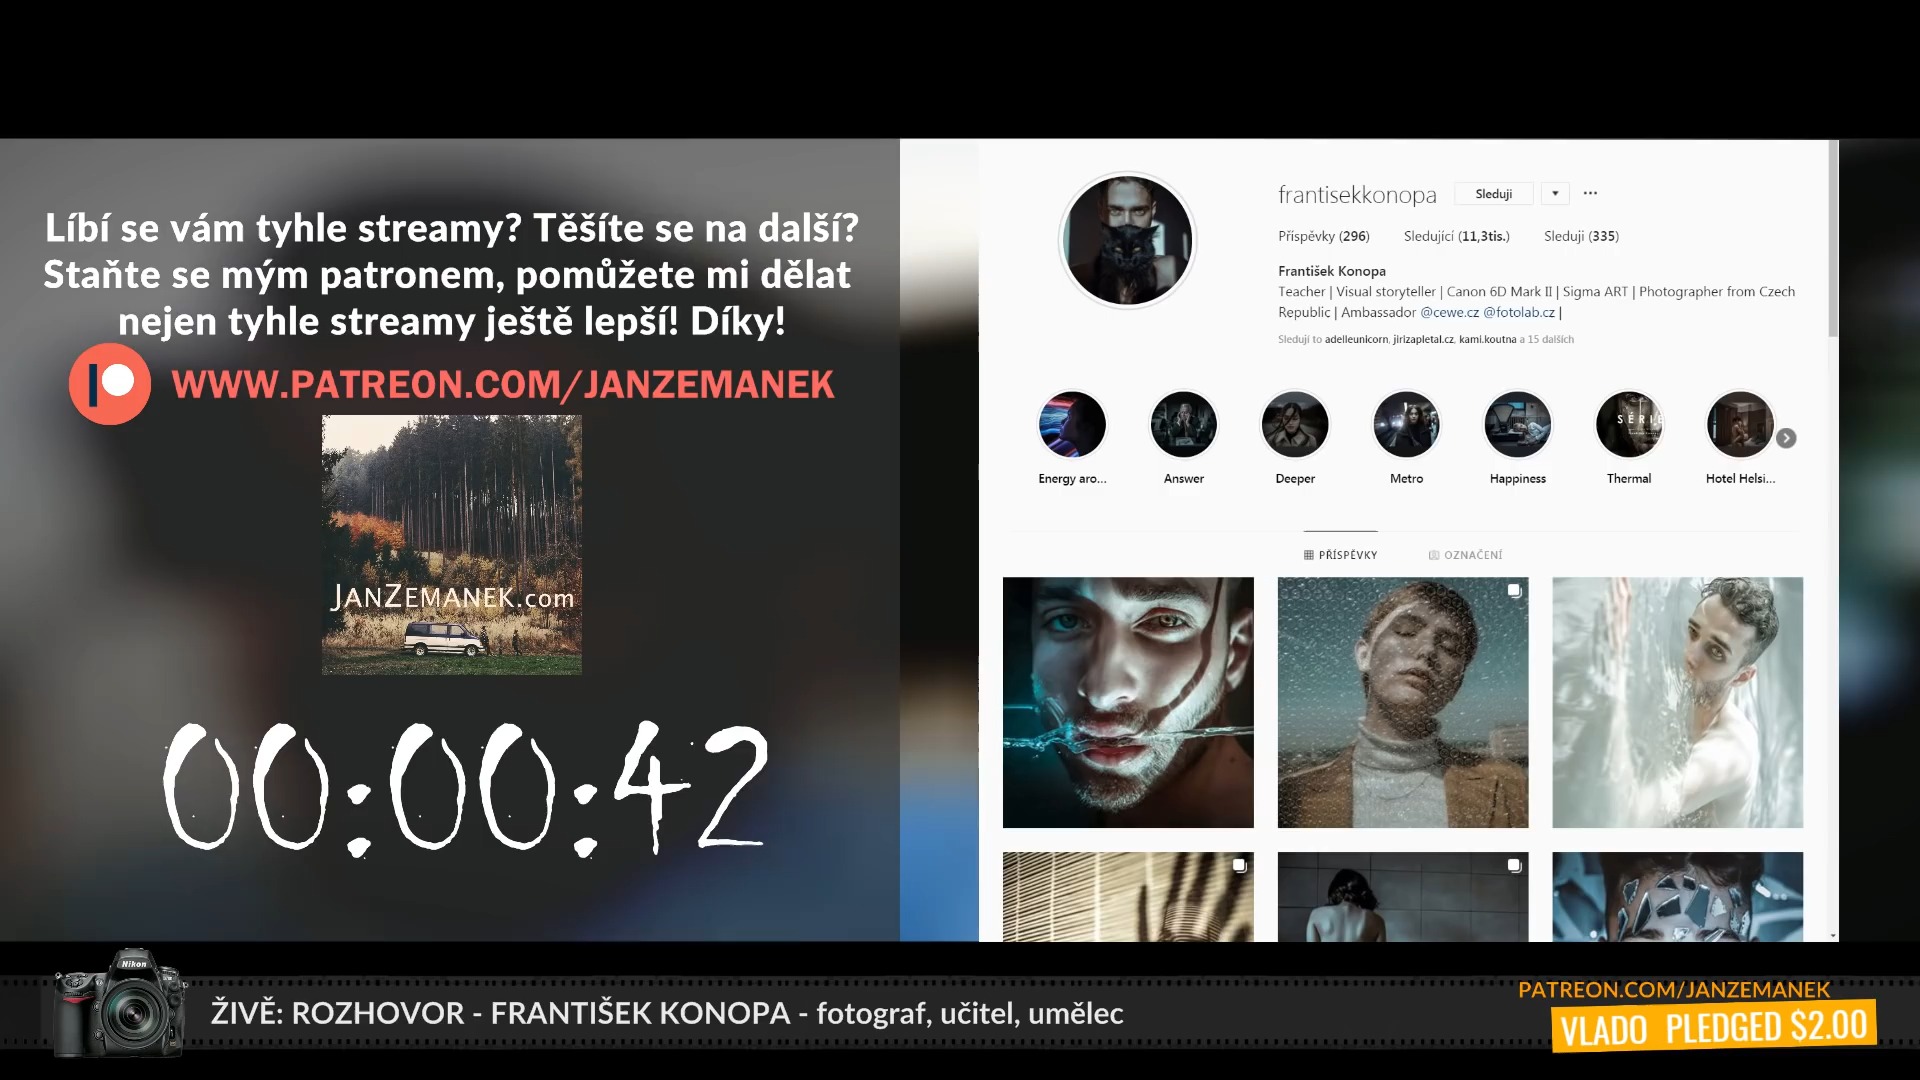 Líbí se vám tyhle streamy? Těšíte se na další?
Staňte se mým patronem, pomůžete mi dělat
nejen tyhle streamy ještě lepší! Díky!
WWW.PATREON.COM/JANZEMANEK
JANZEMANEK.com
00:00:42
frantisekkonopa
Sleduji
Příspěvky (296) Sledující (11,3tis.) Sleduji (335)
František Konopa
Teacher | Visual storyteller | Canon 6D Mark II | Sigma ART | Photographer from Czech
Republic | Ambassador @cewe.cz @fotolab.cz |
Sledují to adelleunicorn, jirizapletal.cz, kami.koutna a 15 dalších
SÉRIE
Energy aro... Answer Deeper Metro Happiness Thermal Hotel Helsi...
PŘÍSPĚVKY OZNAČENÍ
Nikon
ŽIVĚ: ROZHOVOR - FRANTIŠEK KONOPA - fotograf, učitel, umělec
PATREON.COM/JANZEMANEK
VLADO PLEDGED $2.00